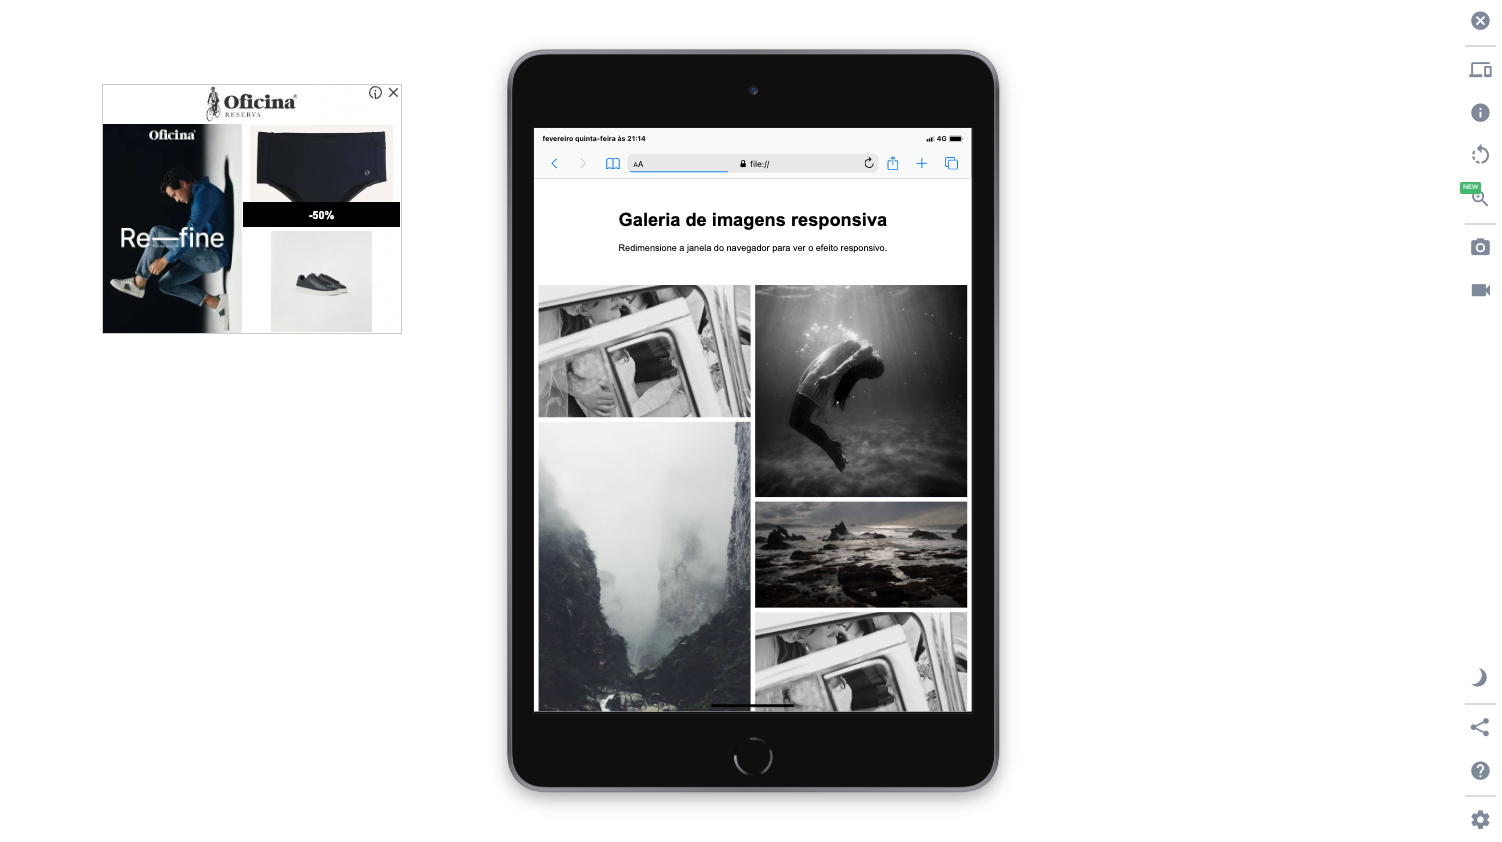 Oficina
RESERVA
Oficina
Re—fine
-50%
fevereiro quinta-feira às 21:14
4G
AA
file://
Galeria de imagens responsiva
Redimensione a janela do navegador para ver o efeito responsivo.
NEW